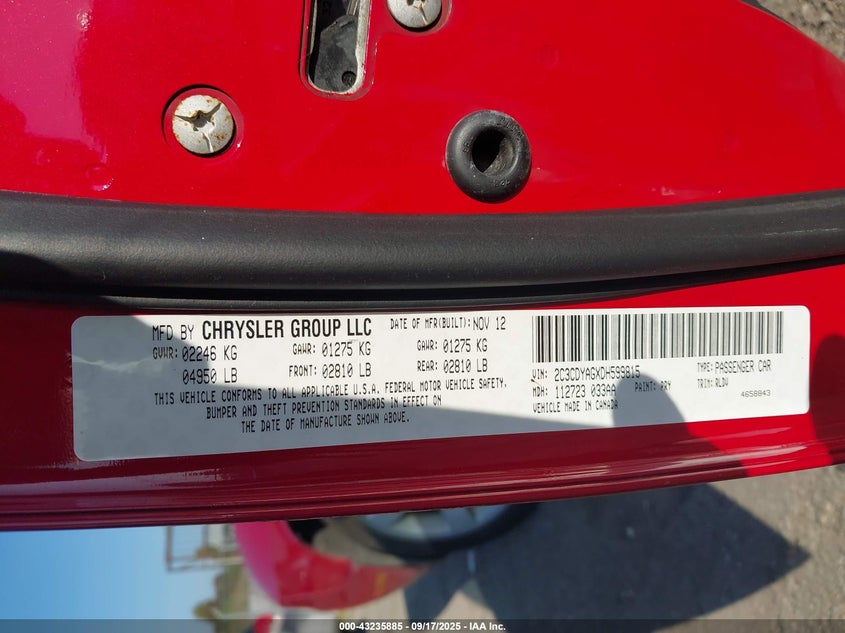 MFD BY CHRYSLER GROUP LLC DATE OF MFR(BUILT): NOV 12
GVWR: 02246 KG GAWR: 01275 KG GAWR: 01275 KG
04950 LB FRONT: 02810 LB REAR: 02810 LB
THIS VEHICLE CONFORMS TO ALL APPLICABLE U.S.A. FEDERAL MOTOR VEHICLE SAFETY,
BUMPER AND THEFT PREVENTION STANDARDS IN EFFECT ON
THE DATE OF MANUFACTURE SHOWN ABOVE.
VIN: 2C3CDYAGXDH599815 TYPE: PASSENGER CAR
MDH: 112723 033AA PAINT: PRY TRIM: RLDV
VEHICLE MADE IN CANADA 4658843
000-43235885 - 09/17/2025 - IAA Inc.